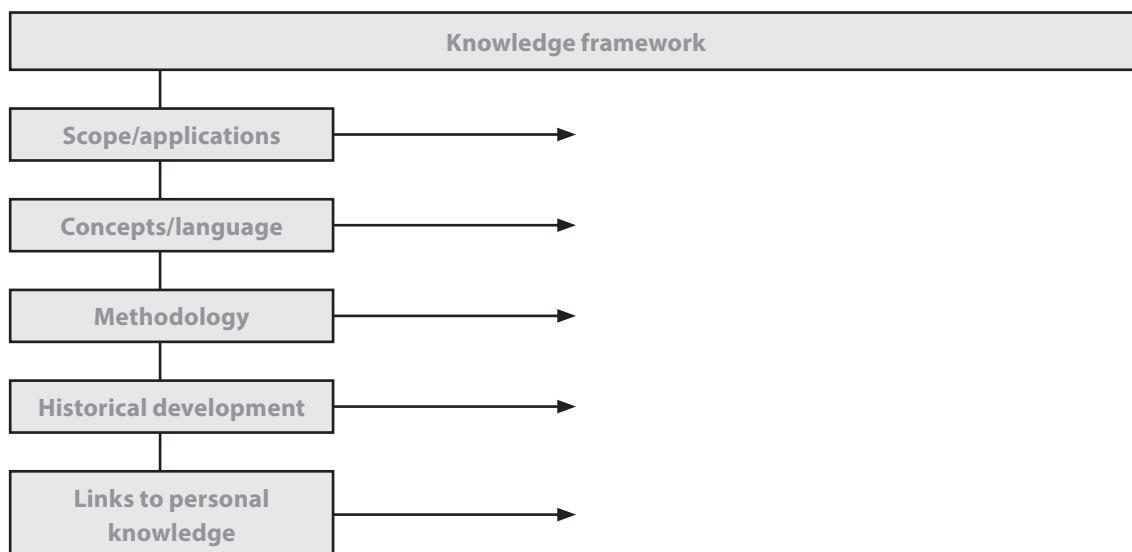 Knowledge framework
Scope/applications
Concepts/language
Methodology
Historical development
Links to personal
knowledge